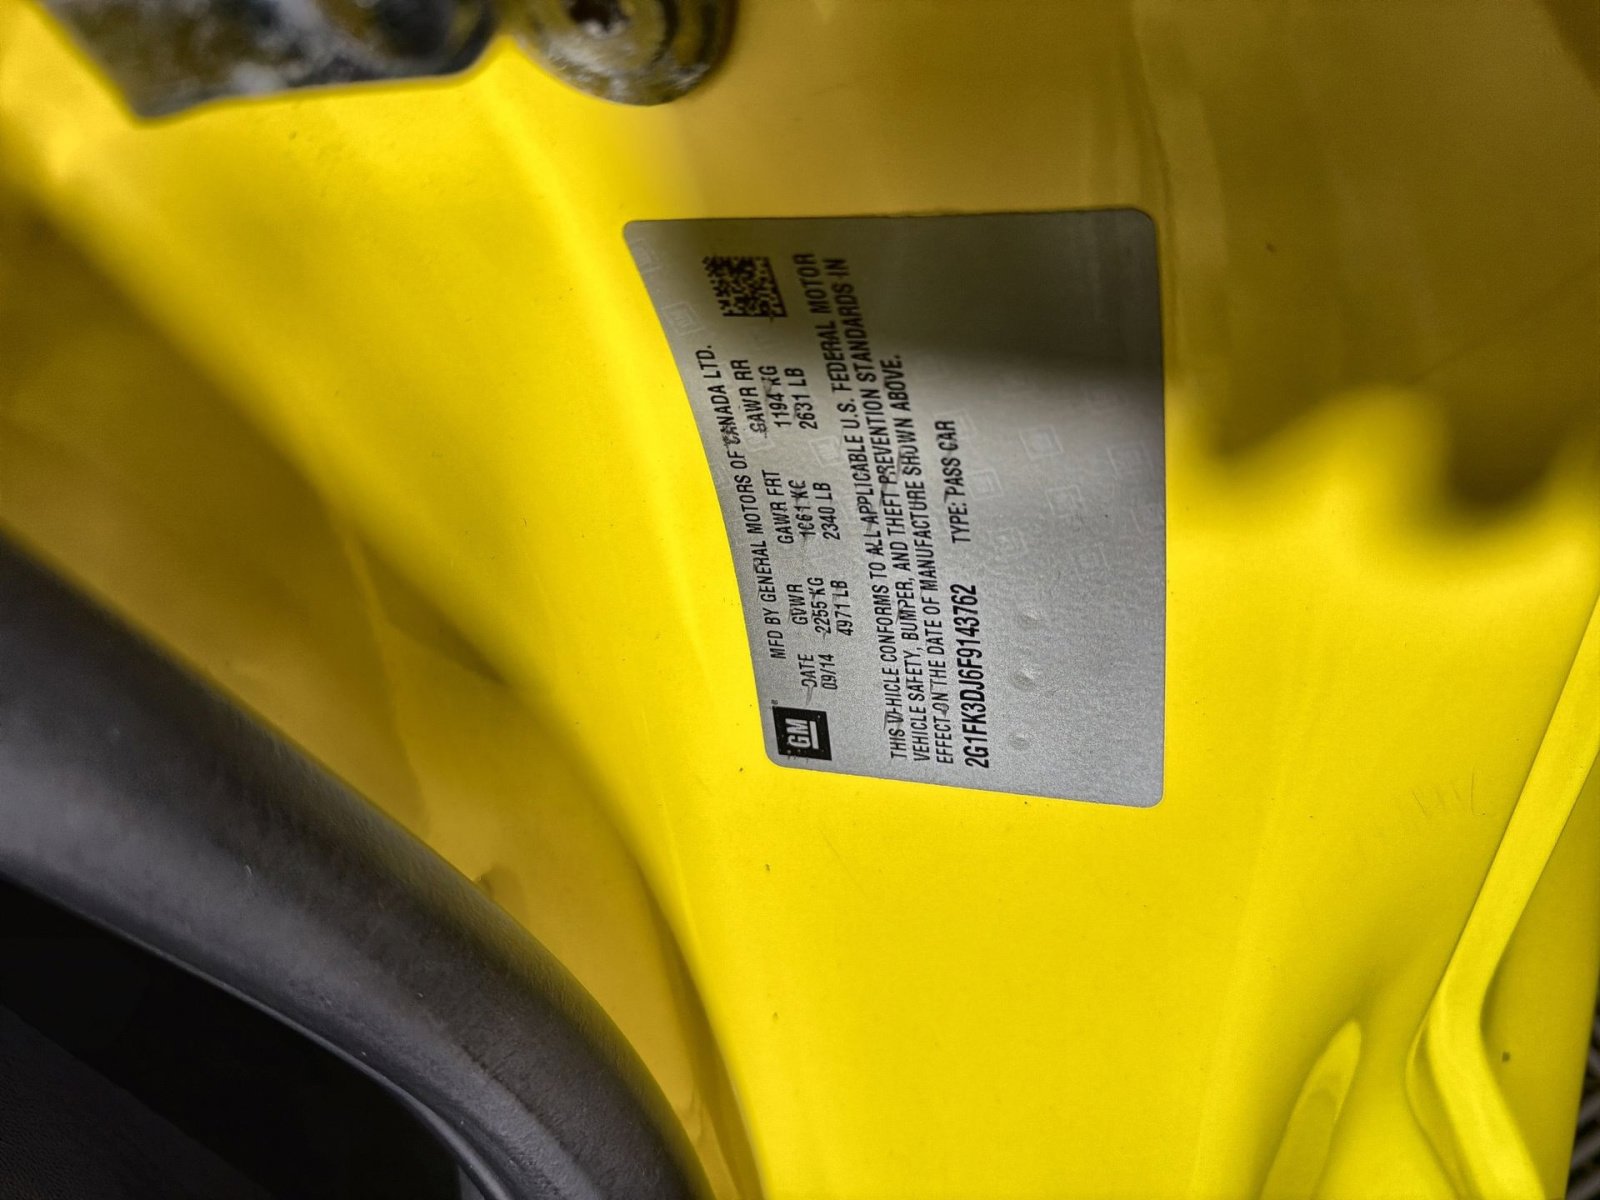 GM
MFD BY GENERAL MOTORS OF CANADA LTD.
DATE GVWR GAWR FRT GAWR RR
09/14 2255 KG 1061 KG 1194 KG
4971 LB 2340 LB 2631 LB
THIS VEHICLE CONFORMS TO ALL APPLICABLE U.S. FEDERAL MOTOR
VEHICLE SAFETY, BUMPER, AND THEFT PREVENTION STANDARDS IN
EFFECT ON THE DATE OF MANUFACTURE SHOWN ABOVE.
2G1FK3DJ6F9143762 TYPE: PASS CAR